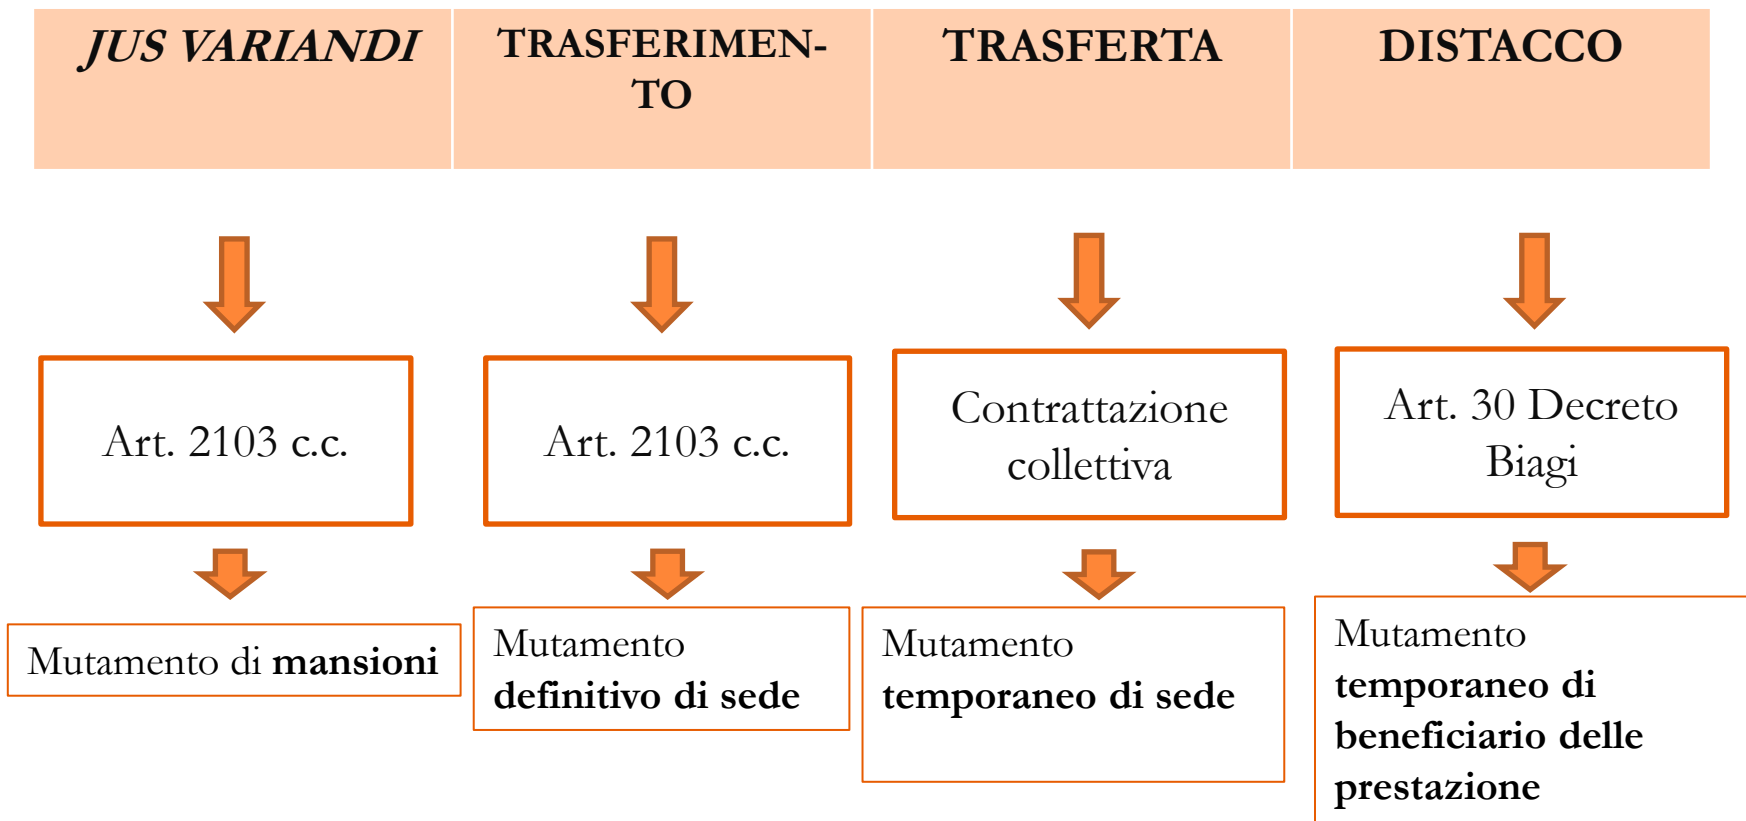 JUS VARIANDI
TRASFERIMEN-
TO
TRASFERTA
DISTACCO
Art. 2103 c.c.
Art. 2103 c.c.
Contrattazione
collettiva
Art. 30 Decreto
Biagi
Mutamento di mansioni
Mutamento
definitivo di sede
Mutamento
temporaneo di sede
Mutamento
temporaneo di
beneficiario delle
prestazione